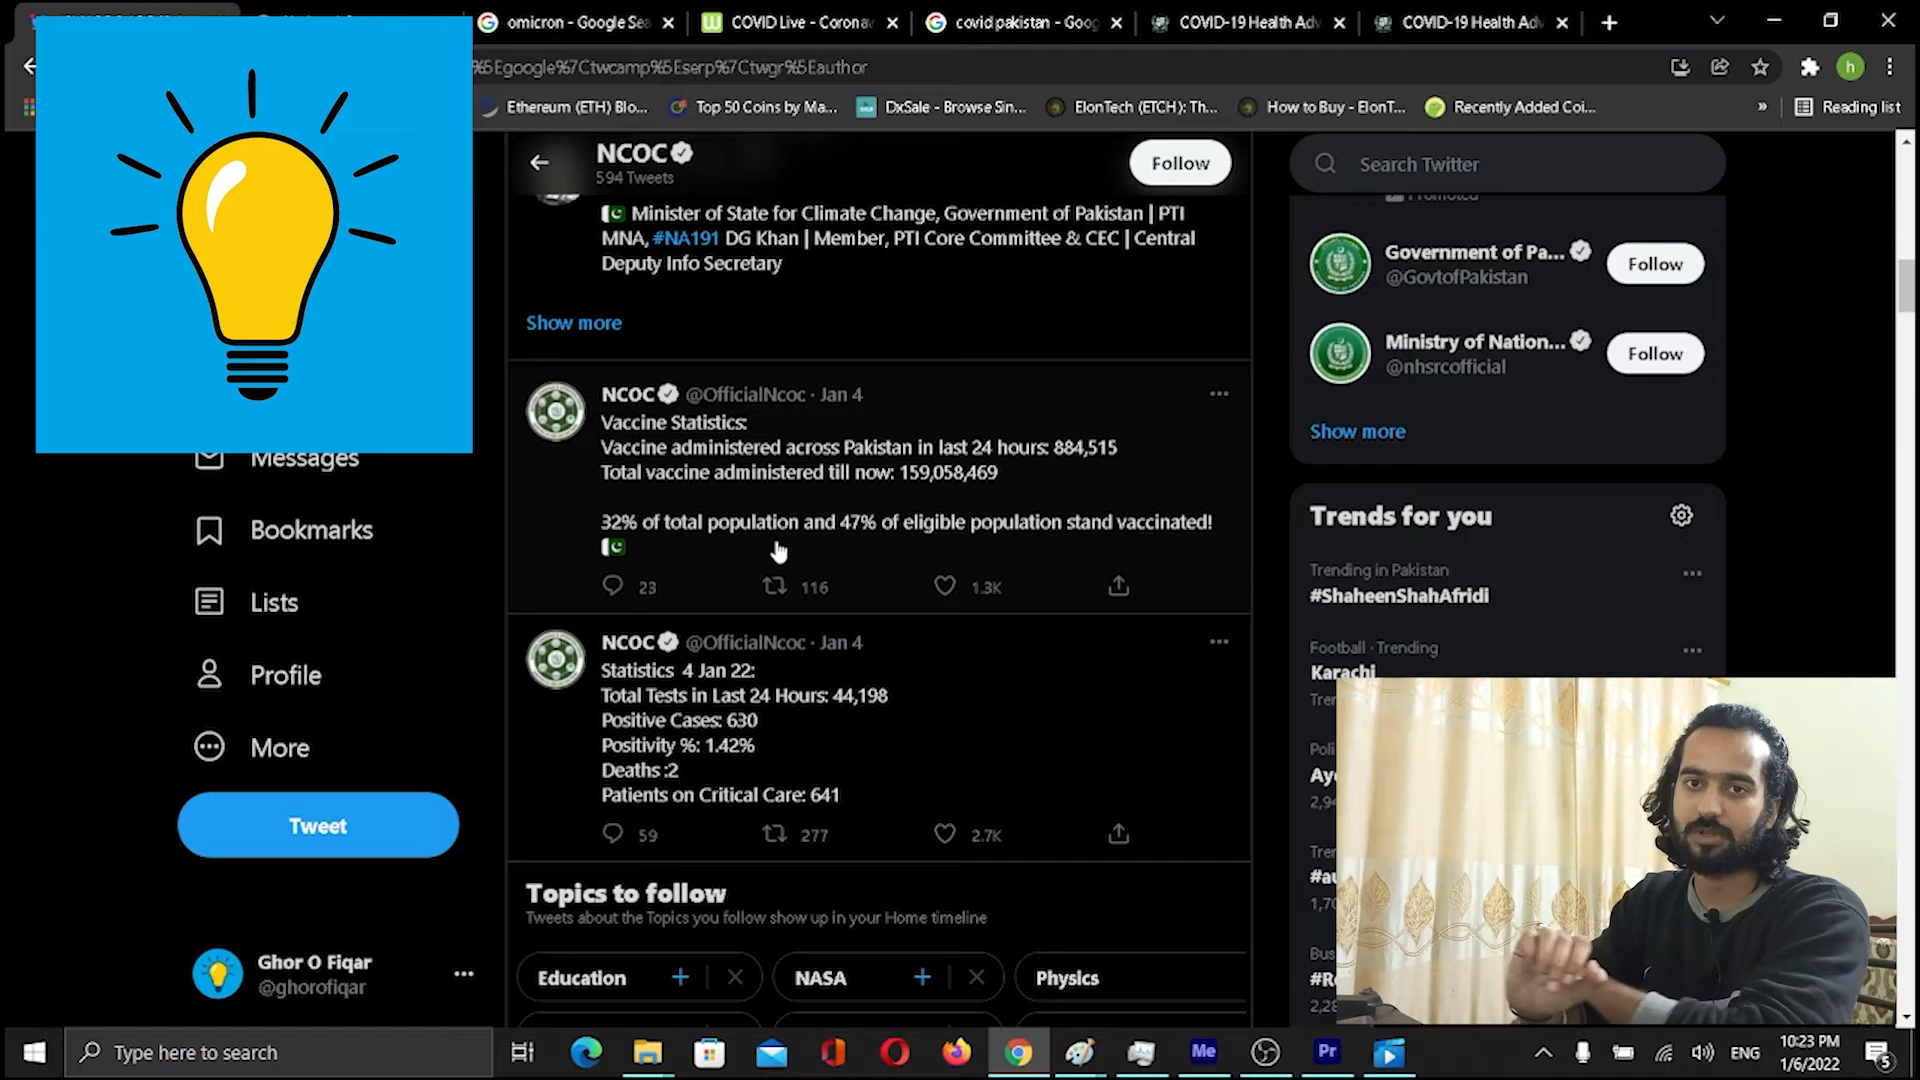 omicron - Google Sea
COVID Live - Coronav
covid pakistan - Goog
COVID-19 Health Adv
COVID-19 Health Adv
%5Egoogle%7Ctwcamp%5Eserp%7Ctwgr%5Eauthor
h
Ethereum (ETH) Blo...
Top 50 Coins by Ma...
DxSale - Browse Sin...
ElonTech (ETCH): Th...
How to Buy - ElonT...
Recently Added Coi...
»
Reading list
NCOC
594 Tweets
Follow
Search Twitter
Minister of State for Climate Change, Government of Pakistan | PTI
MNA, #NA191 DG Khan | Member, PTI Core Committee & CEC | Central
Deputy Info Secretary
Show more
Promoted
Government of Pa...
@GovtofPakistan
Follow
Ministry of Nation...
@nhsrcofficial
Follow
Show more
NCOC @OfficialNcoc · Jan 4
Vaccine Statistics:
Vaccine administered across Pakistan in last 24 hours: 884,515
Total vaccine administered till now: 159,058,469
32% of total population and 47% of eligible population stand vaccinated!
23
116
1.3K
NCOC @OfficialNcoc · Jan 4
Statistics 4 Jan 22:
Total Tests in Last 24 Hours: 44,198
Positive Cases: 630
Positivity %: 1.42%
Deaths :2
Patients on Critical Care: 641
59
277
2.7K
Topics to follow
Tweets about the Topics you follow show up in your Home timeline
Education
NASA
Physics
Messages
Bookmarks
Lists
Profile
More
Tweet
Ghor O Fiqar
@ghorofiqar
Trends for you
Trending in Pakistan
#ShaheenShahAfridi
Football · Trending
Karachi
Type here to search
Me
Pr
ENG
10:23 PM
1/6/2022
5